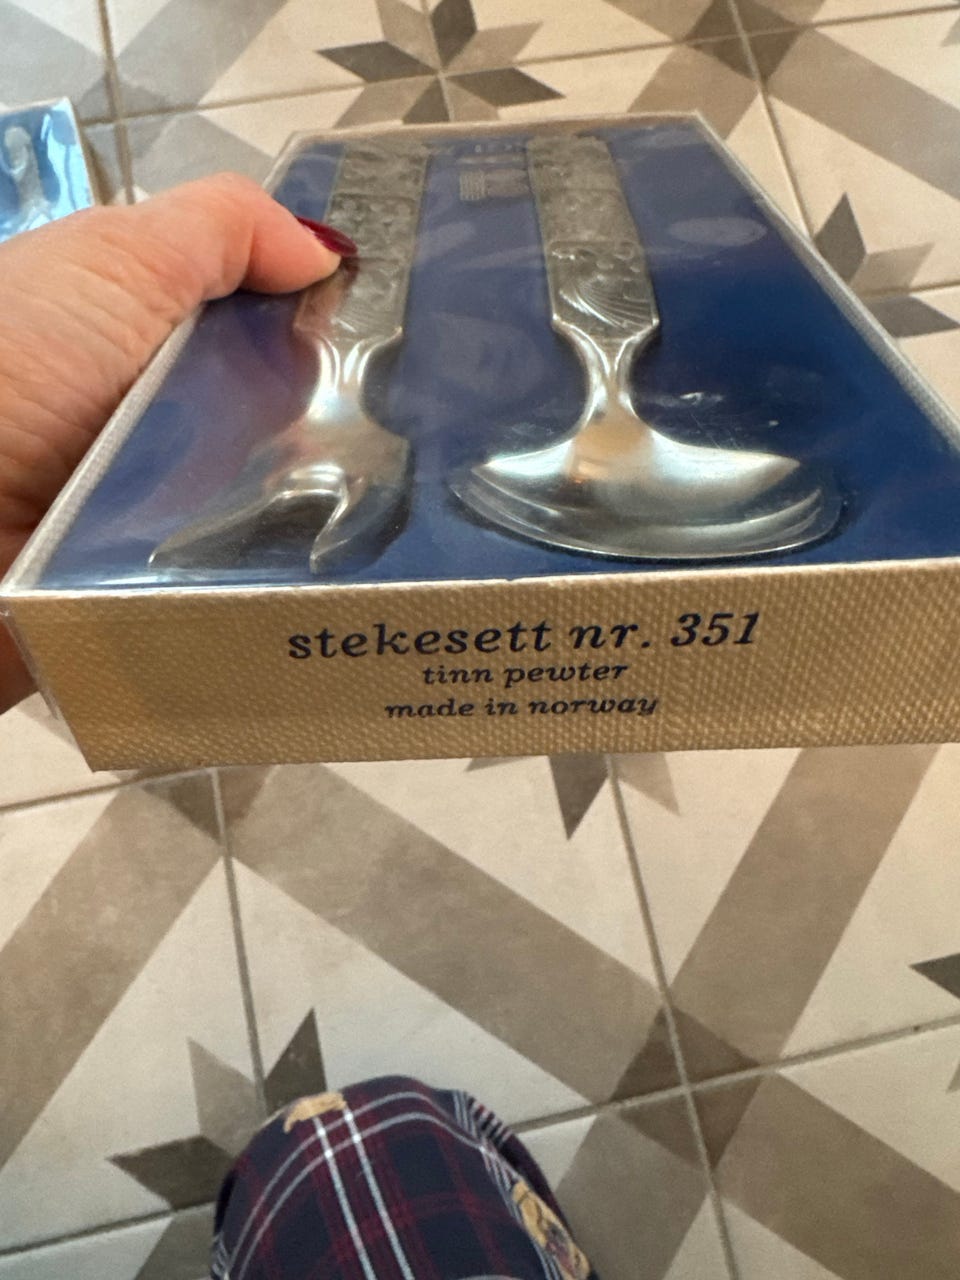 stekesett nr. 351
tinn pewter
made in norway